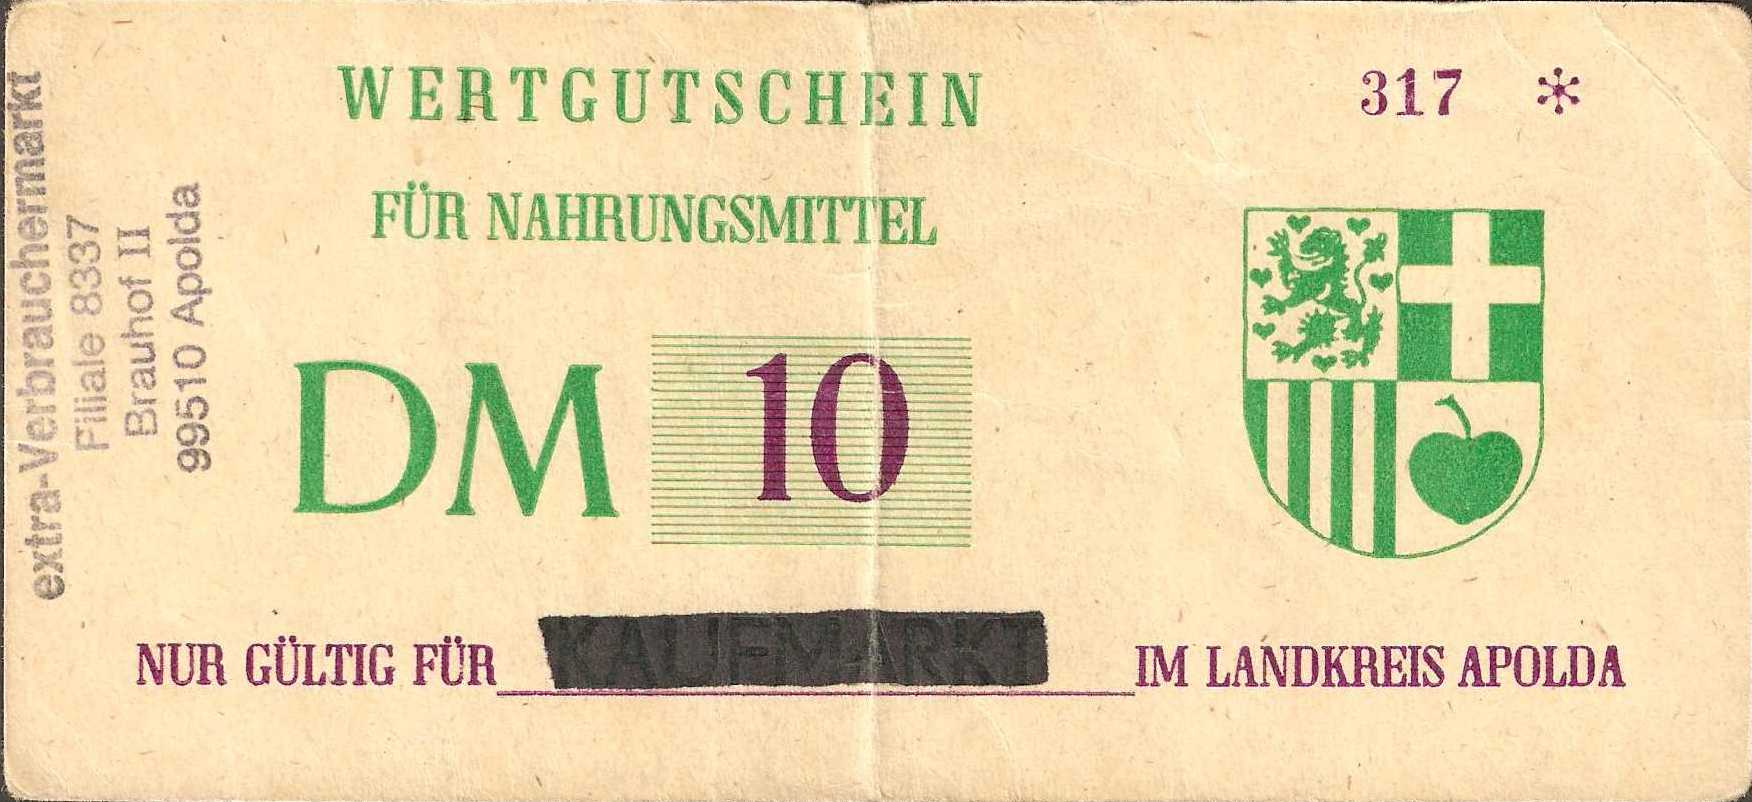 WERTGUTSCHEIN
317 *
FÜR NAHRUNGSMITTEL
DM 10
NUR GÜLTIG FÜR KAUFMARKT IM LANDKREIS APOLDA
extra-Verbrauchermarkt
Filiale 8337
Brauhof II
99510 Apolda